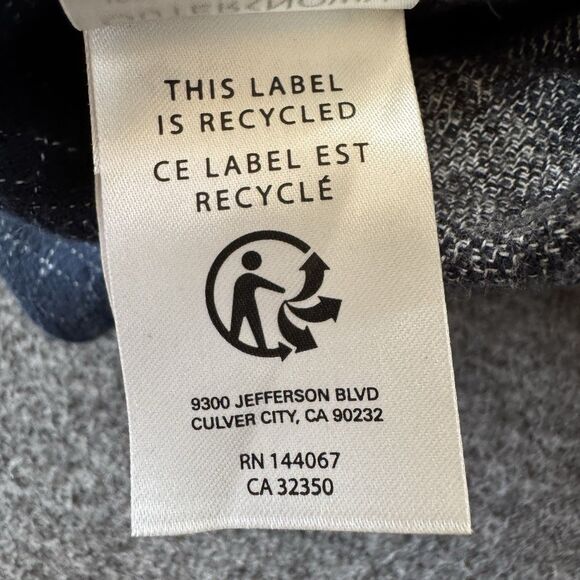 THIS LABEL
IS RECYCLED
CE LABEL EST
RECYCLÉ
9300 JEFFERSON BLVD
CULVER CITY, CA 90232
RN 144067
CA 32350